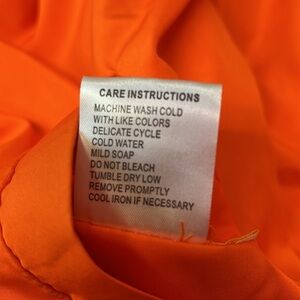 CARE INSTRUCTIONS
MACHINE WASH COLD
WITH LIKE COLORS
DELICATE CYCLE
COLD WATER
MILD SOAP
DO NOT BLEACH
TUMBLE DRY LOW
REMOVE PROMPTLY
COOL IRON IF NECESSARY